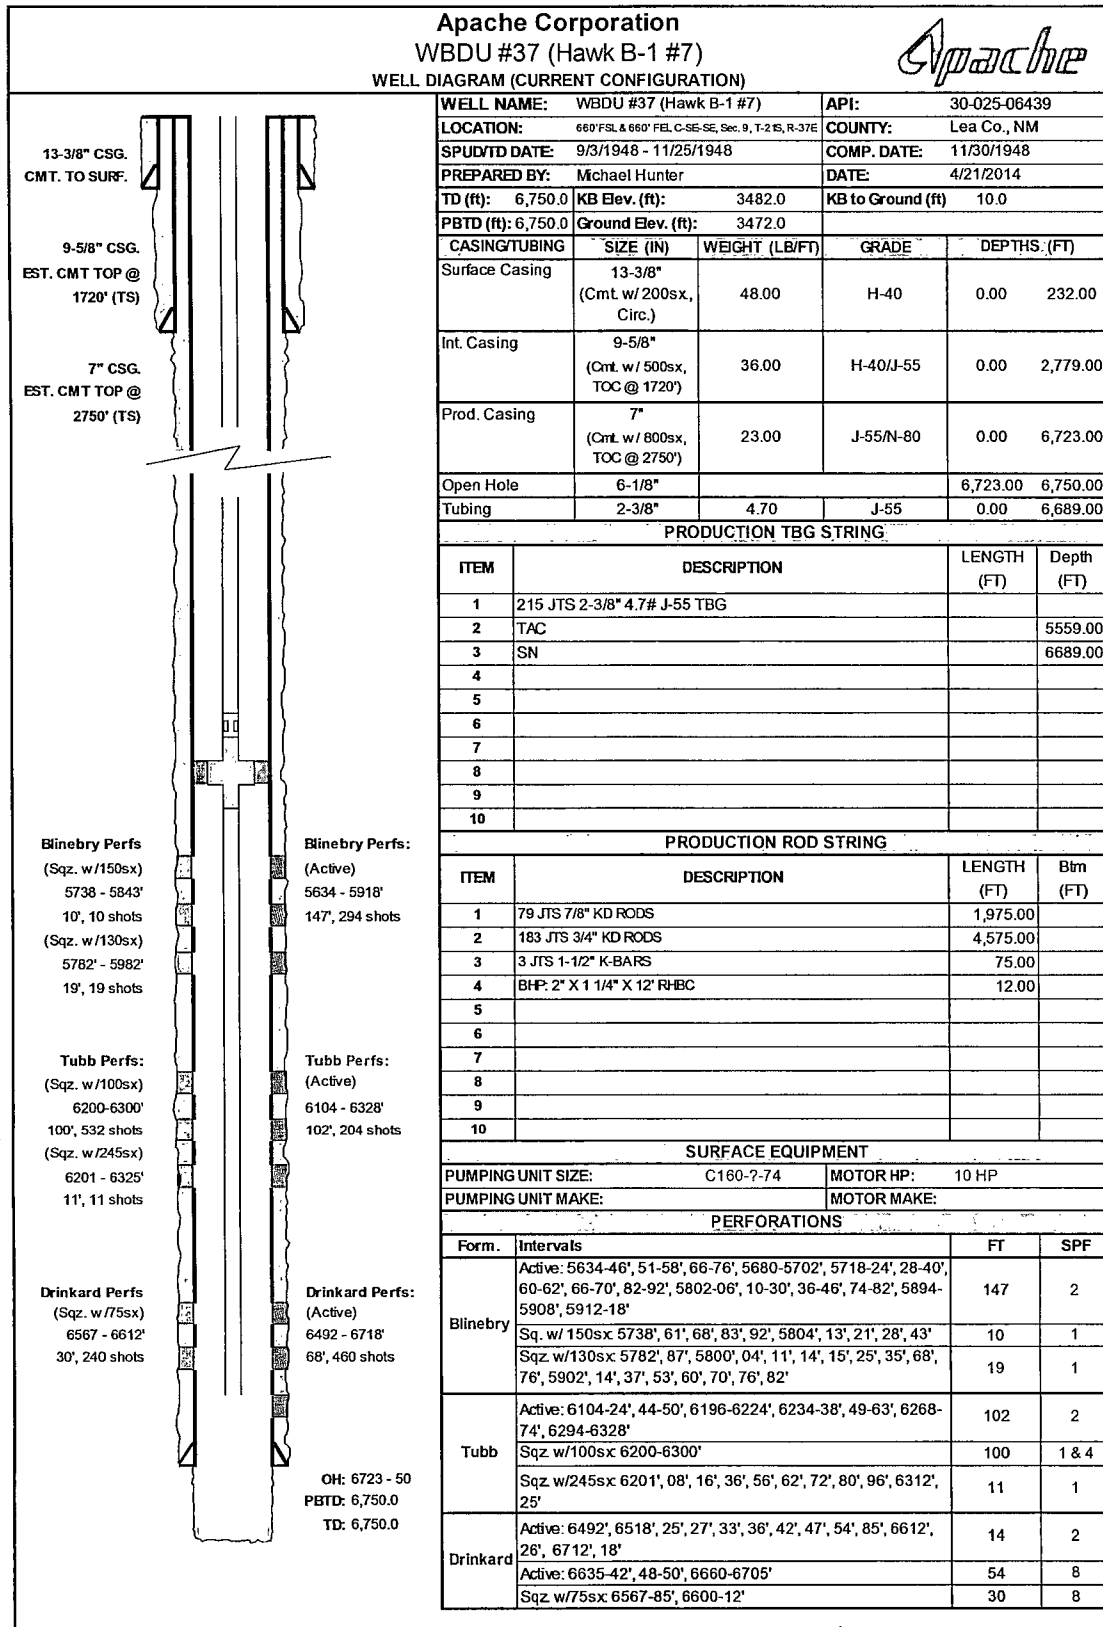 Apache Corporation
WBDU #37 (Hawk B-1 #7)
WELL DIAGRAM (CURRENT CONFIGURATION)
Apache
WELL NAME: WBDU #37 (Hawk B-1 #7) API: 30-025-06439
LOCATION: 660'FSL & 660' FEL C-SE-SE, Sec. 9, T-21S, R-37E COUNTY: Lea Co., NM
SPUD/TD DATE: 9/3/1948 - 11/25/1948 COMP. DATE: 11/30/1948
PREPARED BY: Michael Hunter DATE: 4/21/2014
TD (ft): 6,750.0 KB Elev. (ft): 3482.0 KB to Ground (ft) 10.0
PBTD (ft): 6,750.0 Ground Elev. (ft): 3472.0
CASING/TUBING SIZE (IN) WEIGHT (LB/FT) GRADE DEPTHS (FT)
Surface Casing 13-3/8" (Cmt. w/ 200sx, Circ.) 48.00 H-40 0.00 232.00
Int. Casing 9-5/8" (Cmt. w/ 500sx, TOC @ 1720') 36.00 H-40/J-55 0.00 2,779.00
Prod. Casing 7" (Cmt. w/ 800sx, TOC @ 2750') 23.00 J-55/N-80 0.00 6,723.00
Open Hole 6-1/8" 6,723.00 6,750.00
Tubing 2-3/8" 4.70 J-55 0.00 6,689.00
PRODUCTION TBG STRING
ITEM DESCRIPTION LENGTH (FT) Depth (FT)
1 215 JTS 2-3/8" 4.7# J-55 TBG
2 TAC 5559.00
3 SN 6689.00
4
5
6
7
8
9
10
PRODUCTION ROD STRING
ITEM DESCRIPTION LENGTH (FT) Btm (FT)
1 79 JTS 7/8" KD RODS 1,975.00
2 183 JTS 3/4" KD RODS 4,575.00
3 3 JTS 1-1/2" K-BARS 75.00
4 BHP: 2" X 1 1/4" X 12' RHBC 12.00
5
6
7
8
9
10
SURFACE EQUIPMENT
PUMPING UNIT SIZE: C160-?-74 MOTOR HP: 10 HP
PUMPING UNIT MAKE: MOTOR MAKE:
PERFORATIONS
Form. Intervals FT SPF
Blinebry
Active: 5634-46', 51-58', 66-76', 5680-5702', 5718-24', 28-40',
60-62', 66-70', 82-92', 5802-06', 10-30', 36-46', 74-82', 5894-
5908', 5912-18' 147 2
Sq. w/ 150sx: 5738', 61', 68', 83', 92', 5804', 13', 21', 28', 43' 10 1
Sqz. w/130sx: 5782', 87', 5800', 04', 11', 14', 15', 25', 35', 68',
76', 5902', 14', 37', 53', 60', 70', 76', 82' 19 1
Tubb
Active: 6104-24', 44-50', 6196-6224', 6234-38', 49-63', 6268-
74', 6294-6328' 102 2
Sqz w/100sx: 6200-6300' 100 1 & 4
Sqz w/245sx: 6201', 08', 16', 36', 56', 62', 72', 80', 96', 6312',
25' 11 1
Drinkard
Active: 6492', 6518', 25', 27', 33', 36', 42', 47', 54', 85', 6612',
26', 6712', 18' 14 2
Active: 6635-42', 48-50', 6660-6705' 54 8
Sqz w/75sx: 6567-85', 6600-12' 30 8
13-3/8" CSG.
CMT. TO SURF.
9-5/8" CSG.
EST. CMT TOP @
1720' (TS)
7" CSG.
EST. CMT TOP @
2750' (TS)
Blinebry Perfs
(Sqz. w/150sx)
5738 - 5843'
10', 10 shots
(Sqz. w/130sx)
5782' - 5982'
19', 19 shots
Blinebry Perfs:
(Active)
5634 - 5918'
147', 294 shots
Tubb Perfs:
(Sqz. w/100sx)
6200-6300'
100', 532 shots
(Sqz. w/245sx)
6201 - 6325'
11', 11 shots
Tubb Perfs:
(Active)
6104 - 6328'
102', 204 shots
Drinkard Perfs
(Sqz. w/75sx)
6567 - 6612'
30', 240 shots
Drinkard Perfs:
(Active)
6492 - 6718'
68', 460 shots
OH: 6723 - 50
PBTD: 6,750.0
TD: 6,750.0